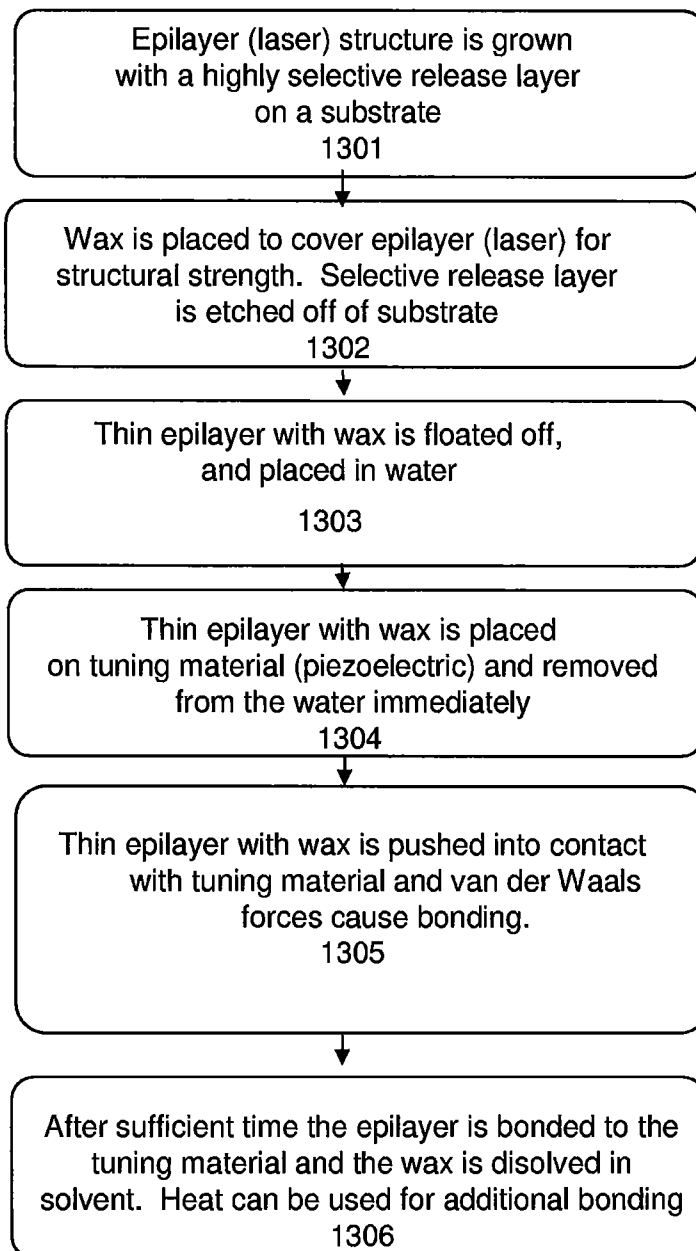 Epilayer (laser) structure is grown
with a highly selective release layer
on a substrate
1301
Wax is placed to cover epilayer (laser) for
structural strength. Selective release layer
is etched off of substrate
1302
Thin epilayer with wax is floated off,
and placed in water
1303
Thin epilayer with wax is placed
on tuning material (piezoelectric) and removed
from the water immediately
1304
Thin epilayer with wax is pushed into contact
with tuning material and van der Waals
forces cause bonding.
1305
After sufficient time the epilayer is bonded to the
tuning material and the wax is disolved in
solvent. Heat can be used for additional bonding
1306